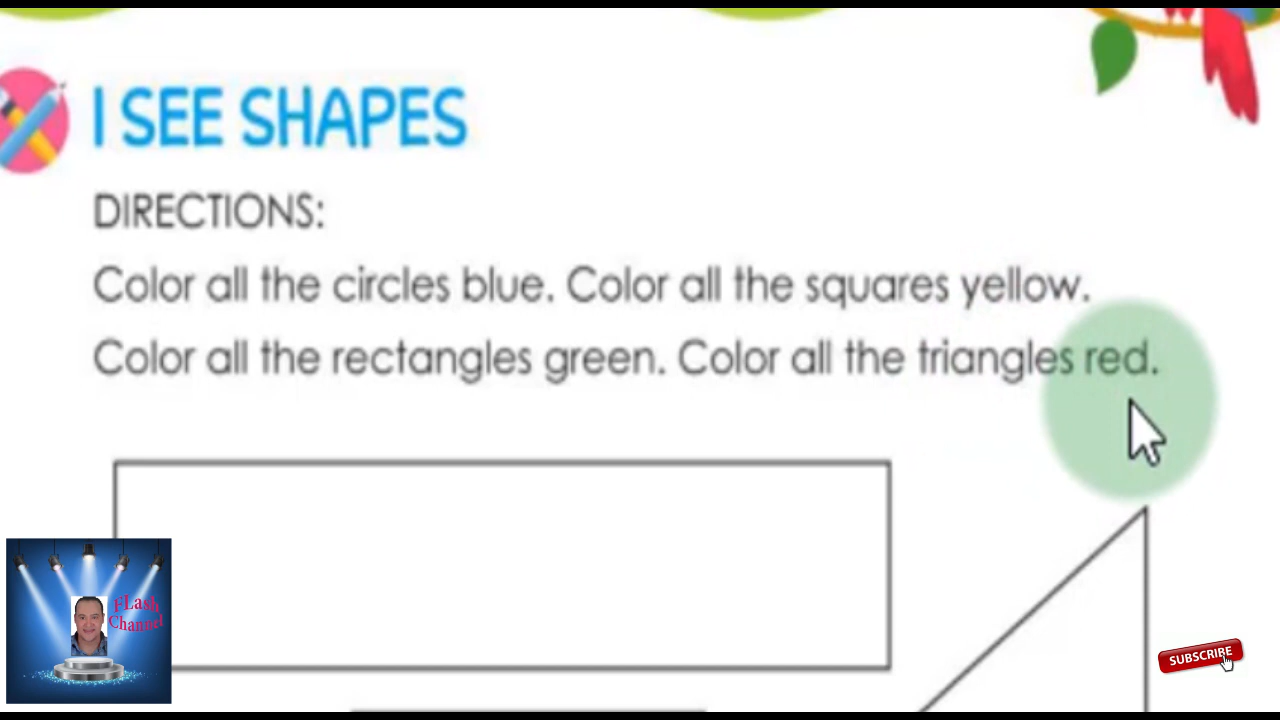 I SEE SHAPES
DIRECTIONS:
Color all the circles blue. Color all the squares yellow.
Color all the rectangles green. Color all the triangles red.
FLash
Channel
SUBSCRIBE